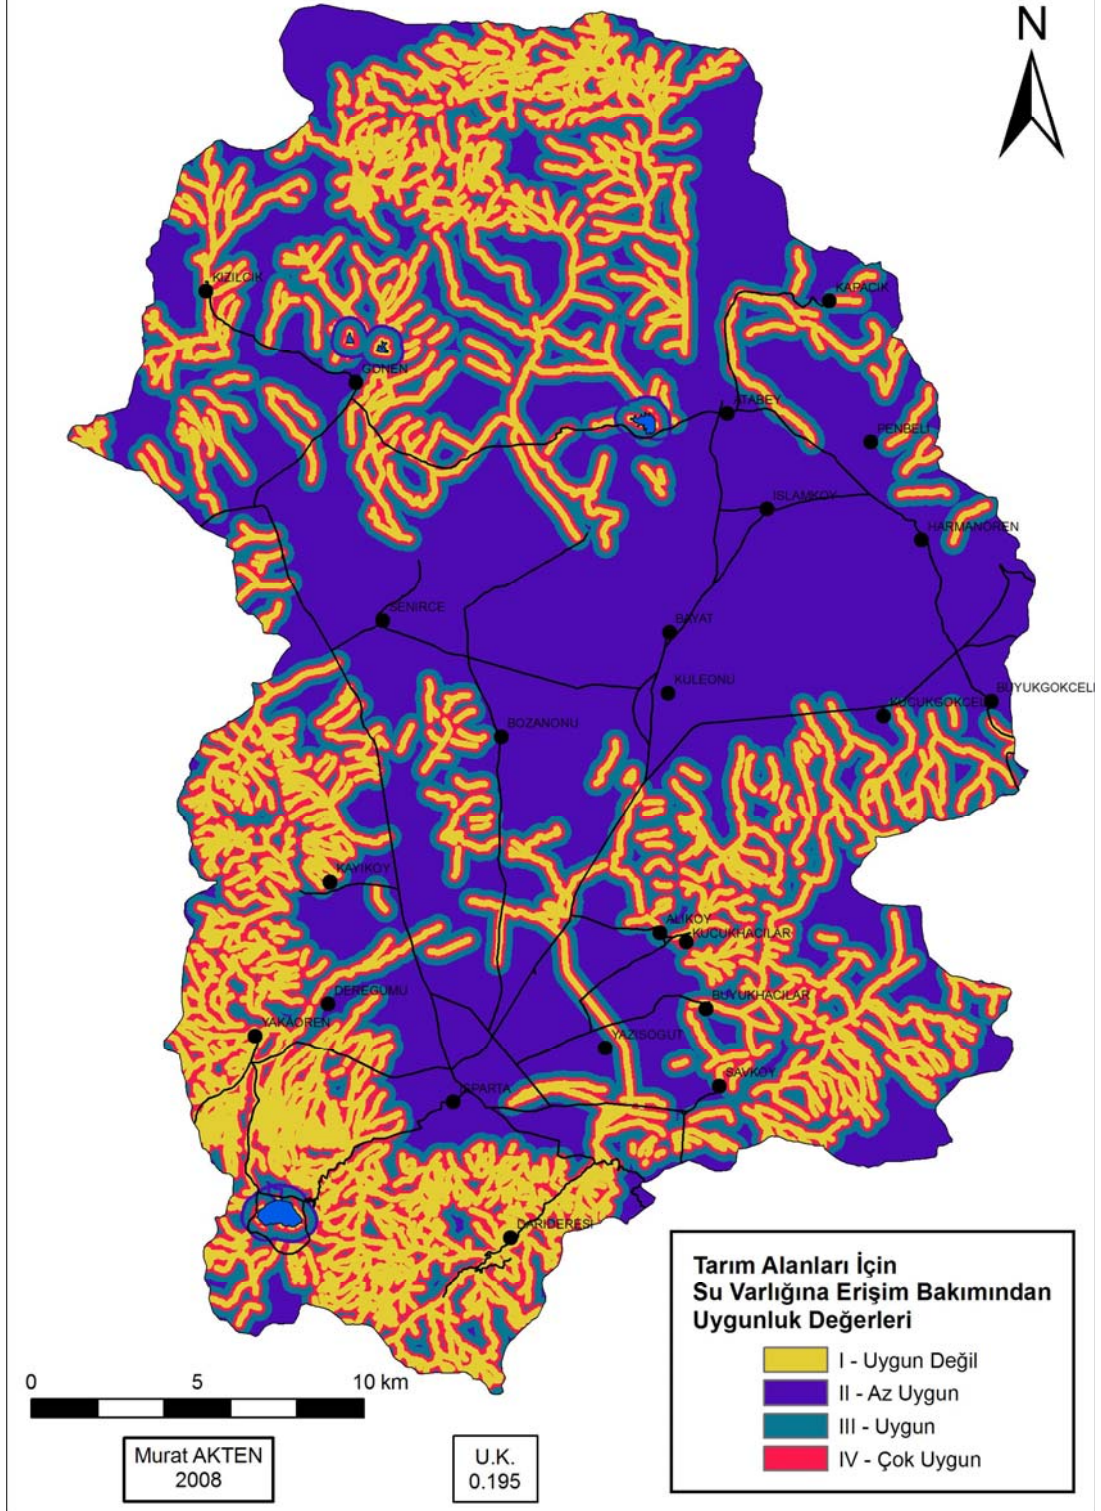 N
KIZILCIK
KAPACIK
GONEN
ATABEY
PENBELI
ISLAMKOY
HARMANOREN
SENIRCE
BAYAT
KULEONU
BUYUKGOKCELI
KUCUKGOKCELI
BOZANONU
KAYIKOY
ALIKOY
KUCUKHACILAR
DEREGUMU
BUYUKHACILAR
YAKAOREN
YAZISOGUT
SAVKOY
ISPARTA
DARIDERESI
Tarım Alanları İçin
Su Varlığına Erişim Bakımından
Uygunluk Değerleri
I - Uygun Değil
II - Az Uygun
III - Uygun
IV - Çok Uygun
0 5 10 km
Murat AKTEN
2008
U.K.
0.195